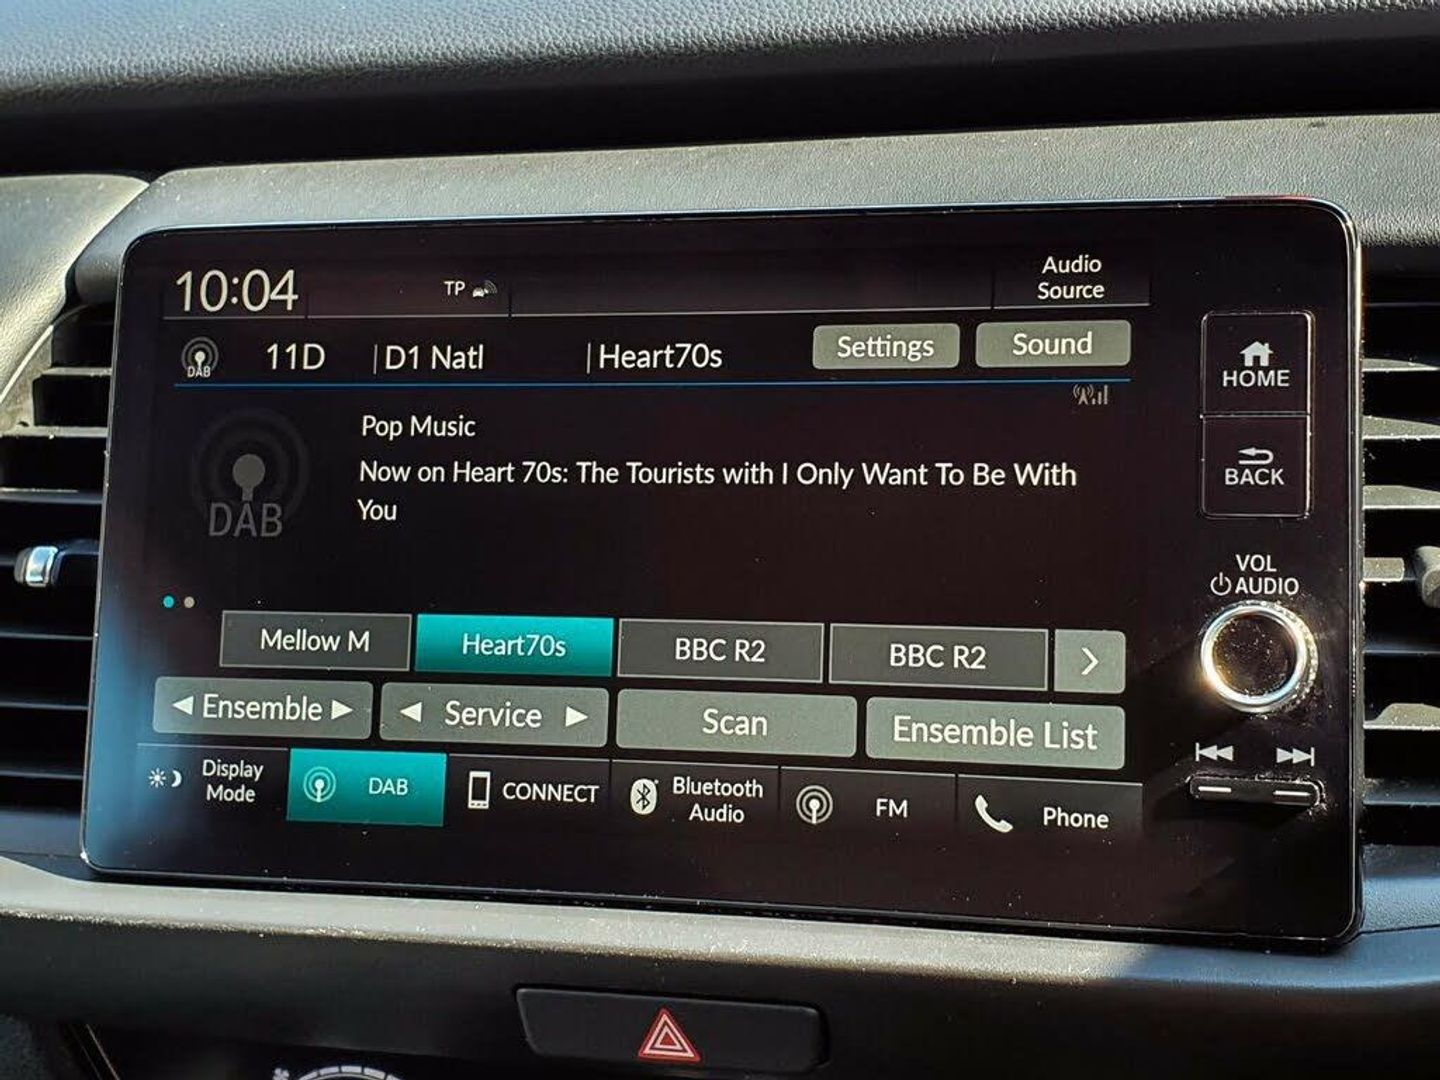 10:04
TP
Audio
Source
DAB
11D
D1 Natl
Heart70s
Settings
Sound
HOME
BACK
Pop Music
Now on Heart 70s: The Tourists with I Only Want To Be With
You
DAB
VOL
AUDIO
Mellow M
Heart70s
BBC R2
BBC R2
Ensemble
Service
Scan
Ensemble List
Display
Mode
DAB
CONNECT
Bluetooth
Audio
FM
Phone